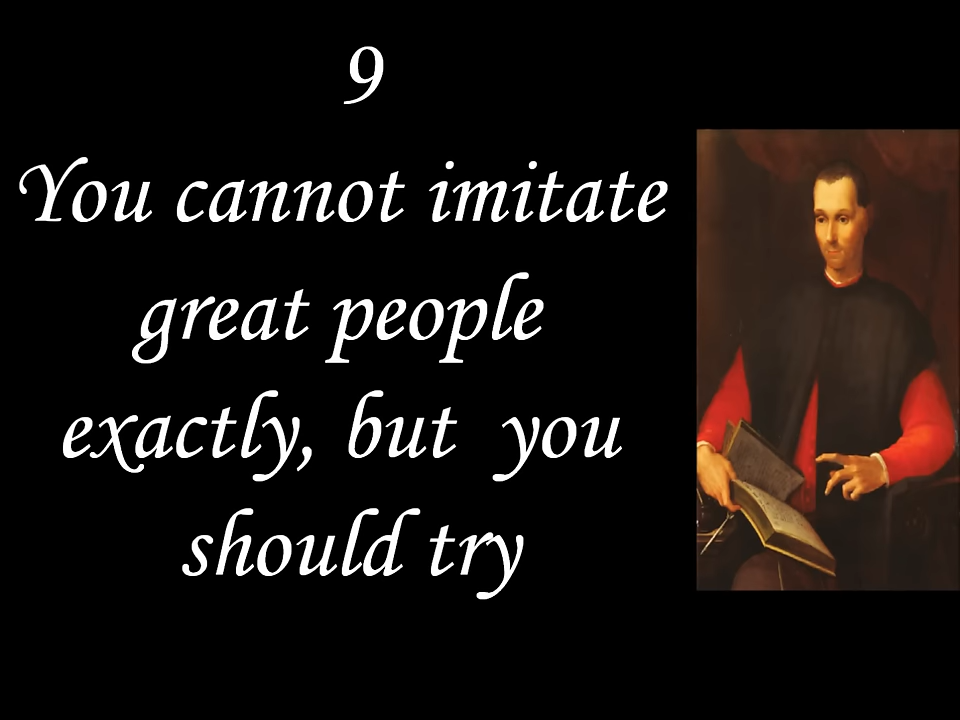 9
You cannot imitate
great people
exactly, but  you
should try